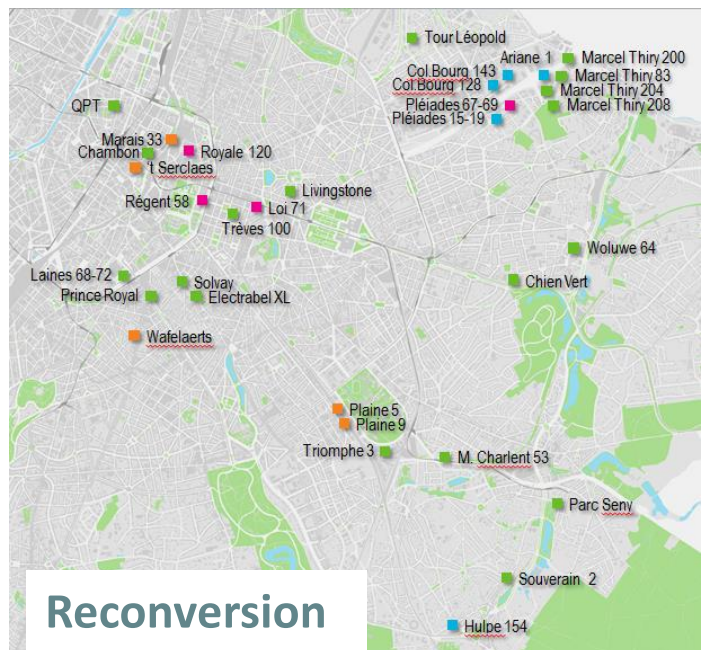 Tour Léopold
Ariane 1
Marcel Thiry 200
Col.Bourg 143
Marcel Thiry 83
Col.Bourg 128
Marcel Thiry 204
QPT
Pléiades 67-69
Marcel Thiry 208
Pléiades 15-19
Marais 33
Chambon
Royale 120
't Serclaes
Livingstone
Régent 58
Loi 71
Trèves 100
Woluwe 64
Laines 68-72
Solvay
Chien Vert
Prince Royal
Electrabel XL
Wafelaerts
Plaine 5
Plaine 9
Triomphe 3
M. Charlent 53
Parc Seny
Souverain 2
Reconversion
Hulpe 154